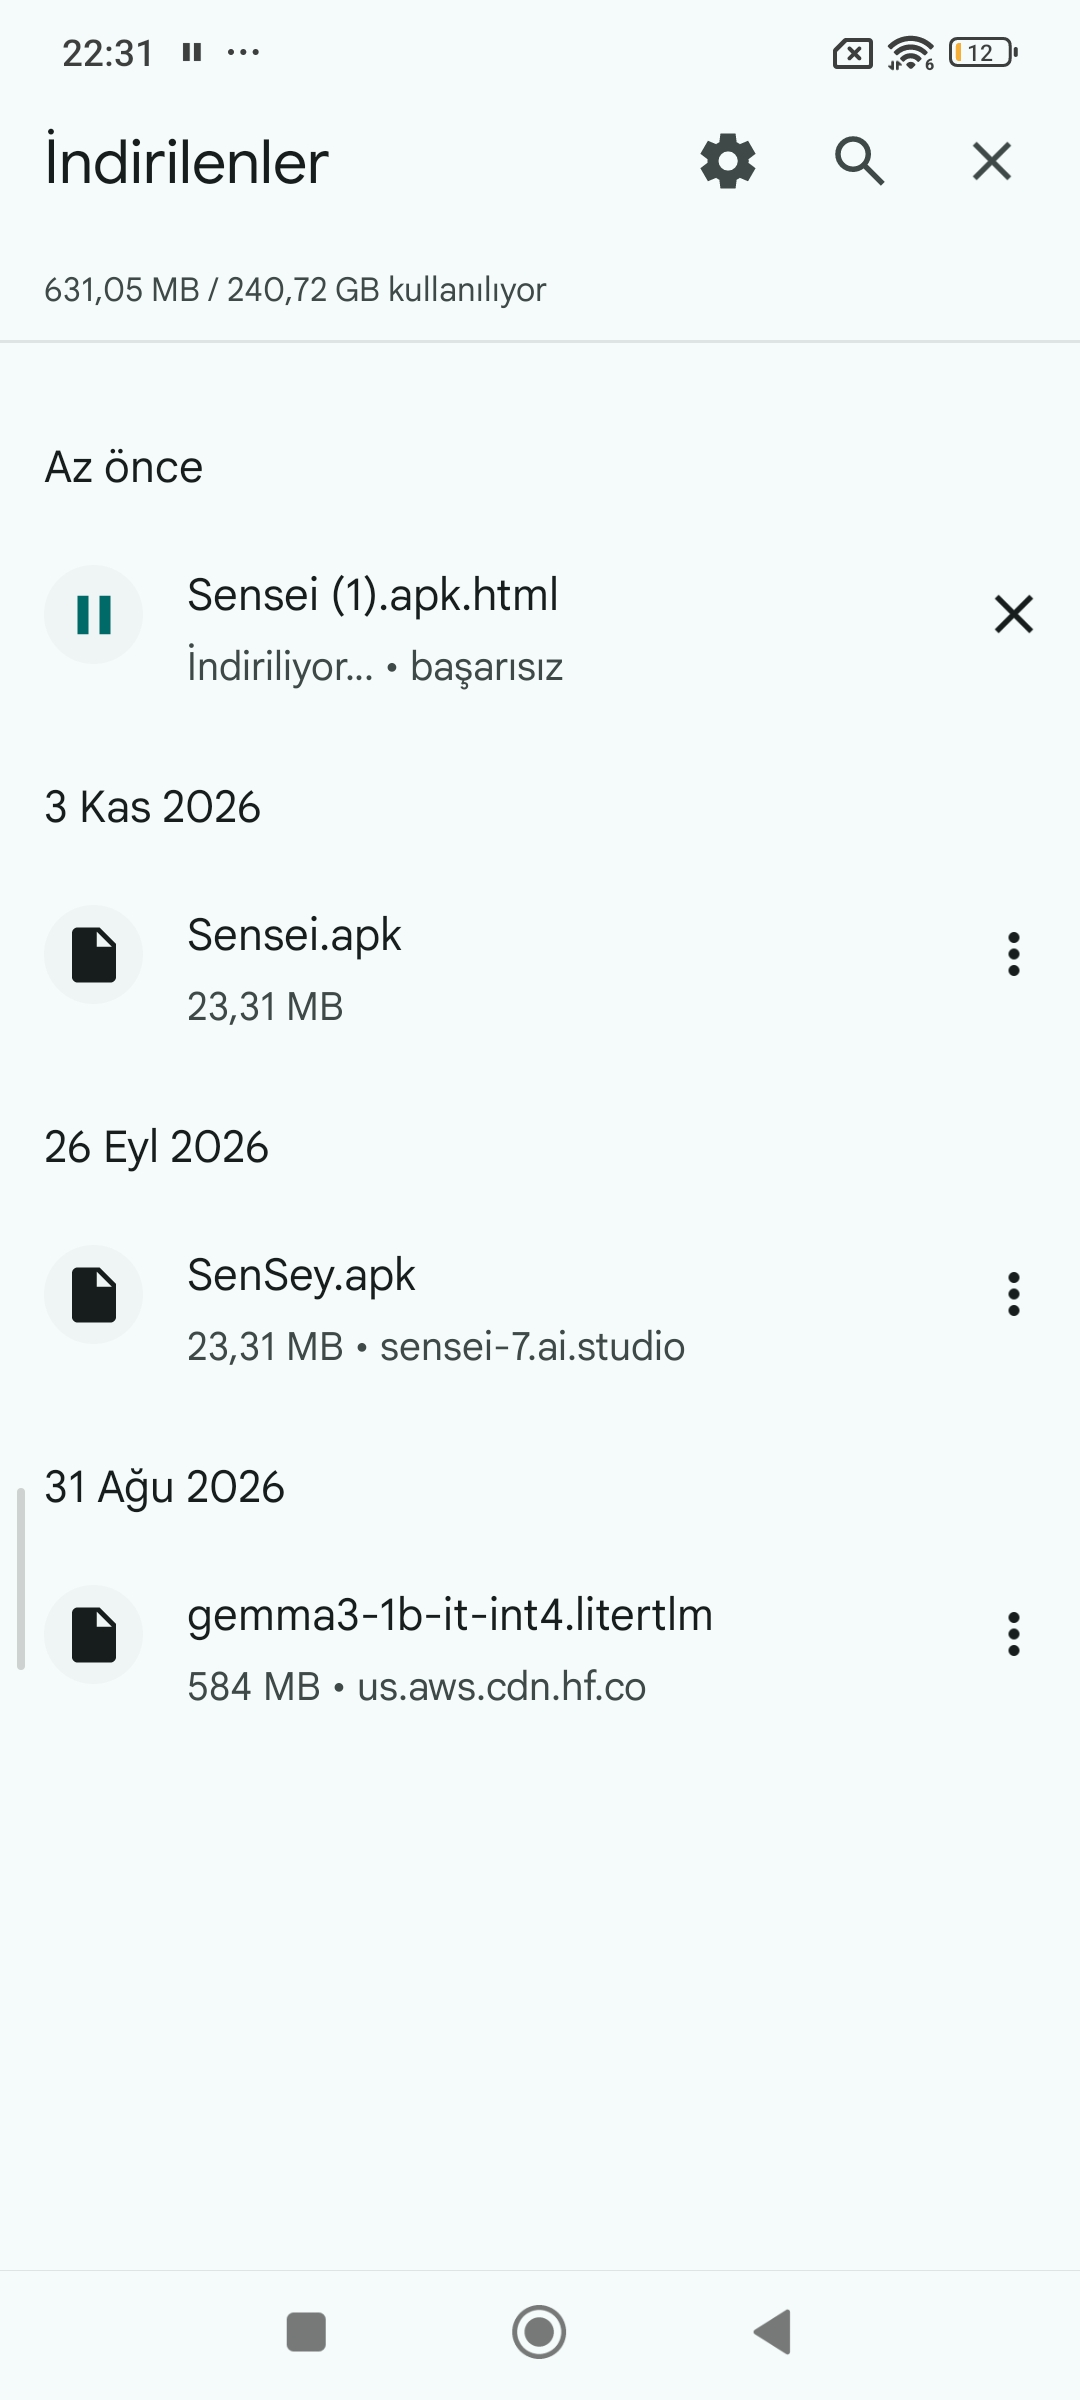 22:31
6
12
İndirilenler
631,05 MB / 240,72 GB kullanılıyor
Az önce
Sensei (1).apk.html
İndiriliyor... • başarısız
3 Kas 2026
Sensei.apk
23,31 MB
26 Eyl 2026
SenSey.apk
23,31 MB • sensei-7.ai.studio
31 Ağu 2026
gemma3-1b-it-int4.litertlm
584 MB • us.aws.cdn.hf.co